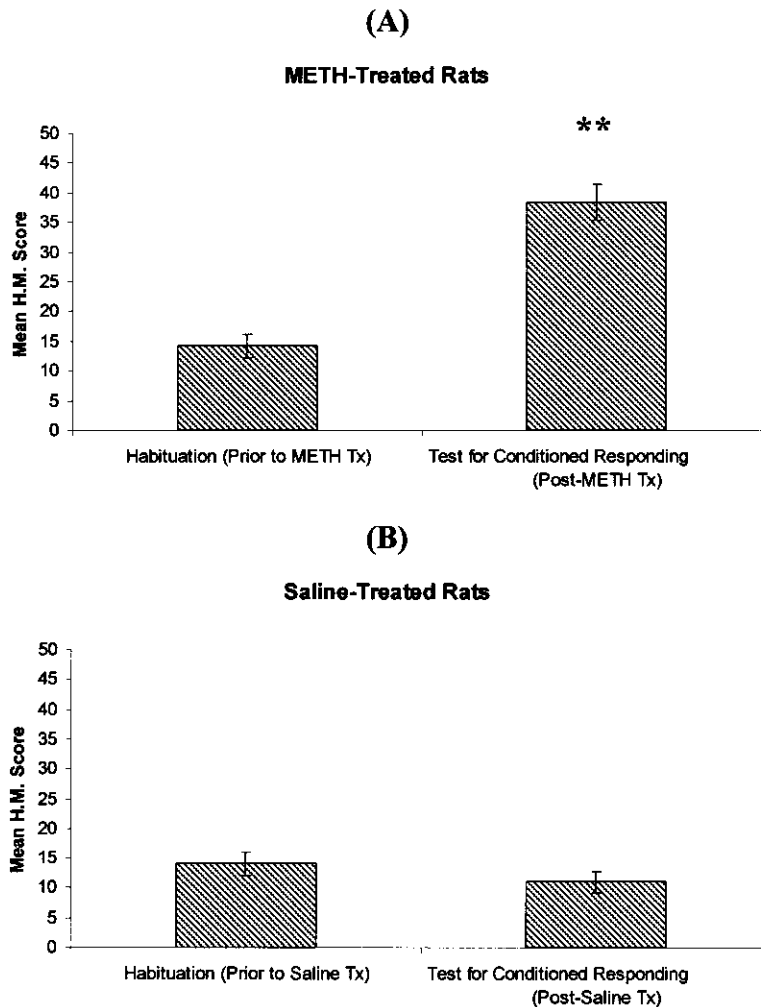 (A)
METH-Treated Rats
**
50
45
40
35
30
25
20
15
10
5
0
Mean H.M. Score
Habituation (Prior to METH Tx)
Test for Conditioned Responding
(Post-METH Tx)
(B)
Saline-Treated Rats
50
45
40
35
30
25
20
15
10
5
0
Mean H.M. Score
Habituation (Prior to Saline Tx)
Test for Conditioned Responding
(Post-Saline Tx)